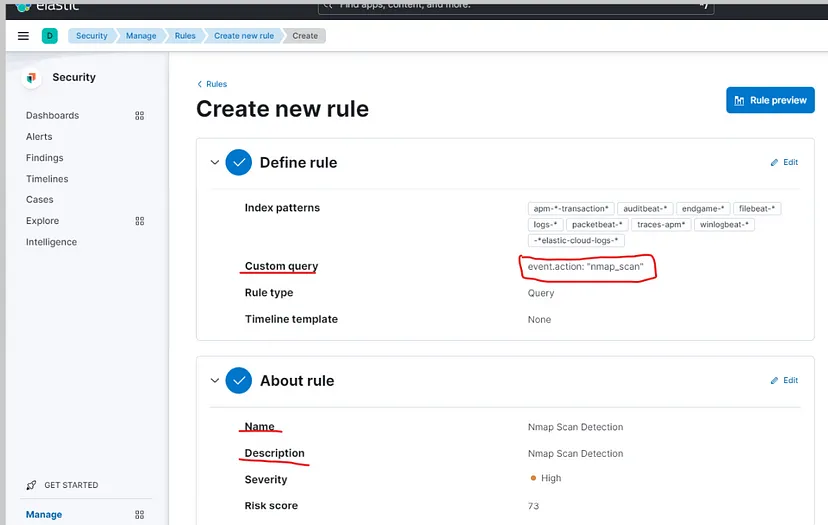 elastic
Find apps, content, and more.
D Security Manage Rules Create new rule Create
Security
Dashboards
Alerts
Findings
Timelines
Cases
Explore
Intelligence
GET STARTED
Manage
Rules
Create new rule
Rule preview
Define rule
Edit
Index patterns
apm-*-transaction* auditbeat-* endgame-* filebeat-*
logs-* packetbeat-* traces-apm* winlogbeat-*
-*elastic-cloud-logs-*
Custom query
event.action: "nmap_scan"
Rule type
Query
Timeline template
None
About rule
Edit
Name
Nmap Scan Detection
Description
Nmap Scan Detection
Severity
High
Risk score
73